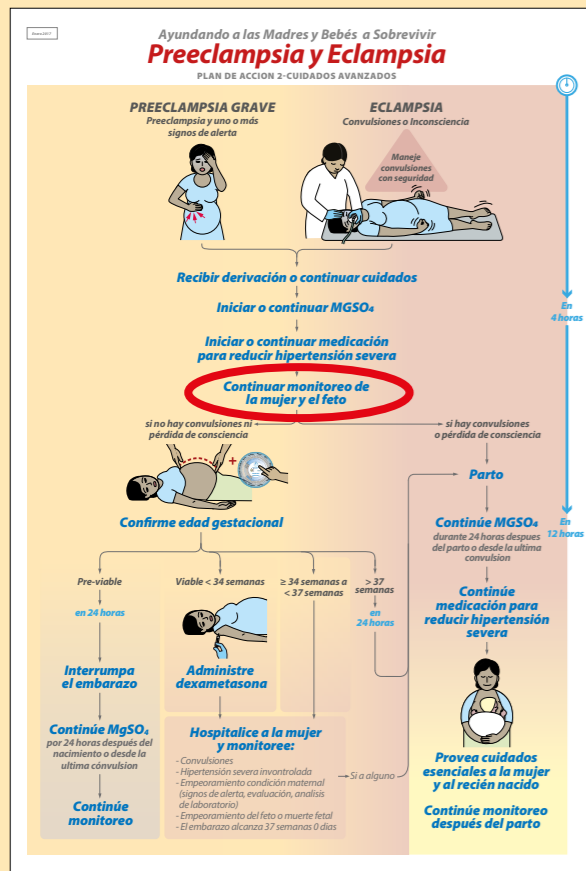 Enero 2017
Ayundando a las Madres y Bebés a Sobrevivir
Preeclampsia y Eclampsia
PLAN DE ACCION 2-CUIDADOS AVANZADOS
PREECLAMPSIA GRAVE
Preeclampsia y uno o más
signos de alerta
ECLAMPSIA
Convulsiones o Inconsciencia
Maneje
convulsiones
con seguridad
Recibir derivación o continuar cuidados
Iniciar o continuar MGSO₄
Iniciar o continuar medicación
para reducir hipertensión severa
En
4 horas
Continuar monitoreo de
la mujer y el feto
si no hay convulsiones ni
pérdida de consciencia
si hay convulsiones
o pérdida de consciencia
+
Confirme edad gestacional
Parto
Continúe MGSO₄
durante 24 horas despues
del parto o desde la ultima
convulsion
En
12 horas
Pre-viable
en 24 horas
Interrumpa
el embarazo
Continúe MgSO₄
por 24 horas después del
nacimiento o desde la
ultima cónvulsion
Continúe
monitoreo
Viable < 34 semanas
Administre
dexametasona
≥ 34 semanas a
< 37 semanas
> 37
semanas
en
24 horas
Hospitalice a la mujer
y monitoree:
- Convulsiones
- Hipertensión severa invontrolada
- Empeoramiento condición maternal
(signos de alerta, evaluación, analisis
de laboratorio)
- Empeoramiento del feto o muerte fetal
- El embarazo alcanza 37 semanas 0 dias
Si a alguno
Continúe
medicación para
reducir hipertensión
severa
Provea cuidados
esenciales a la mujer
y al recién nacido
Continúe monitoreo
después del parto